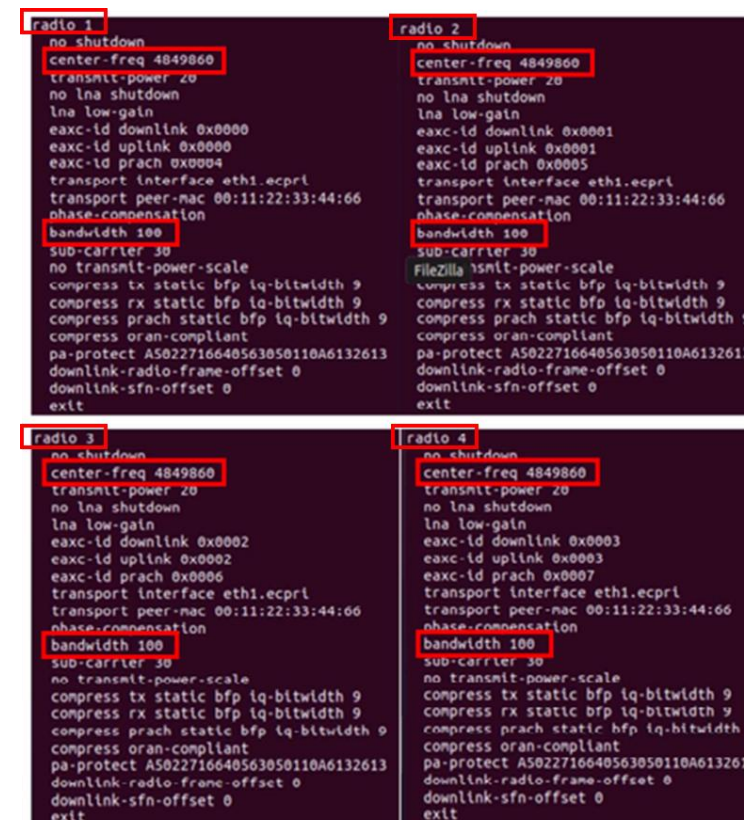 radio 1
no shutdown
center-freq 4849860
transmit-power 20
no lna shutdown
lna low-gain
eaxc-id downlink 0x0000
eaxc-id uplink 0x0000
eaxc-id prach 0x0004
transport interface eth1.ecpri
transport peer-mac 00:11:22:33:44:66
phase-compensation
bandwidth 100
sub-carrier 30
no transmit-power-scale
compress tx static bfp iq-bitwidth 9
compress rx static bfp iq-bitwidth 9
compress prach static bfp iq-bitwidth 9
compress oran-compliant
pa-protect A5022716640563050110A6132613
downlink-radio-frame-offset 0
downlink-sfn-offset 0
exit
radio 2
no shutdown
center-freq 4849860
transmit-power 20
no lna shutdown
lna low-gain
eaxc-id downlink 0x0001
eaxc-id uplink 0x0001
eaxc-id prach 0x0005
transport interface eth1.ecpri
transport peer-mac 00:11:22:33:44:66
phase-compensation
bandwidth 100
sub-carrier 30
FileZilla nsmit-power-scale
compress tx static bfp iq-bitwidth 9
compress rx static bfp iq-bitwidth 9
compress prach static bfp iq-bitwidth 9
compress oran-compliant
pa-protect A5022716640563050110A613261
downlink-radio-frame-offset 0
downlink-sfn-offset 0
exit
radio 3
no shutdown
center-freq 4849860
transmit-power 20
no lna shutdown
lna low-gain
eaxc-id downlink 0x0002
eaxc-id uplink 0x0002
eaxc-id prach 0x0006
transport interface eth1.ecpri
transport peer-mac 00:11:22:33:44:66
phase-compensation
bandwidth 100
sub-carrier 30
no transmit-power-scale
compress tx static bfp iq-bitwidth 9
compress rx static bfp iq-bitwidth 9
compress prach static bfp iq-bitwidth 9
compress oran-compliant
pa-protect A5022716640563050110A6132613
downlink-radio-frame-offset 0
downlink-sfn-offset 0
exit
radio 4
no shutdown
center-freq 4849860
transmit-power 20
no lna shutdown
lna low-gain
eaxc-id downlink 0x0003
eaxc-id uplink 0x0003
eaxc-id prach 0x0007
transport interface eth1.ecpri
transport peer-mac 00:11:22:33:44:66
phase-compensation
bandwidth 100
sub-carrier 30
no transmit-power-scale
compress tx static bfp iq-bitwidth 9
compress rx static bfp iq-bitwidth 9
compress prach static bfp iq-bitwidth
compress oran-compliant
pa-protect A5022716640563050110A61326
downlink-radio-frame-offset 0
downlink-sfn-offset 0
exit